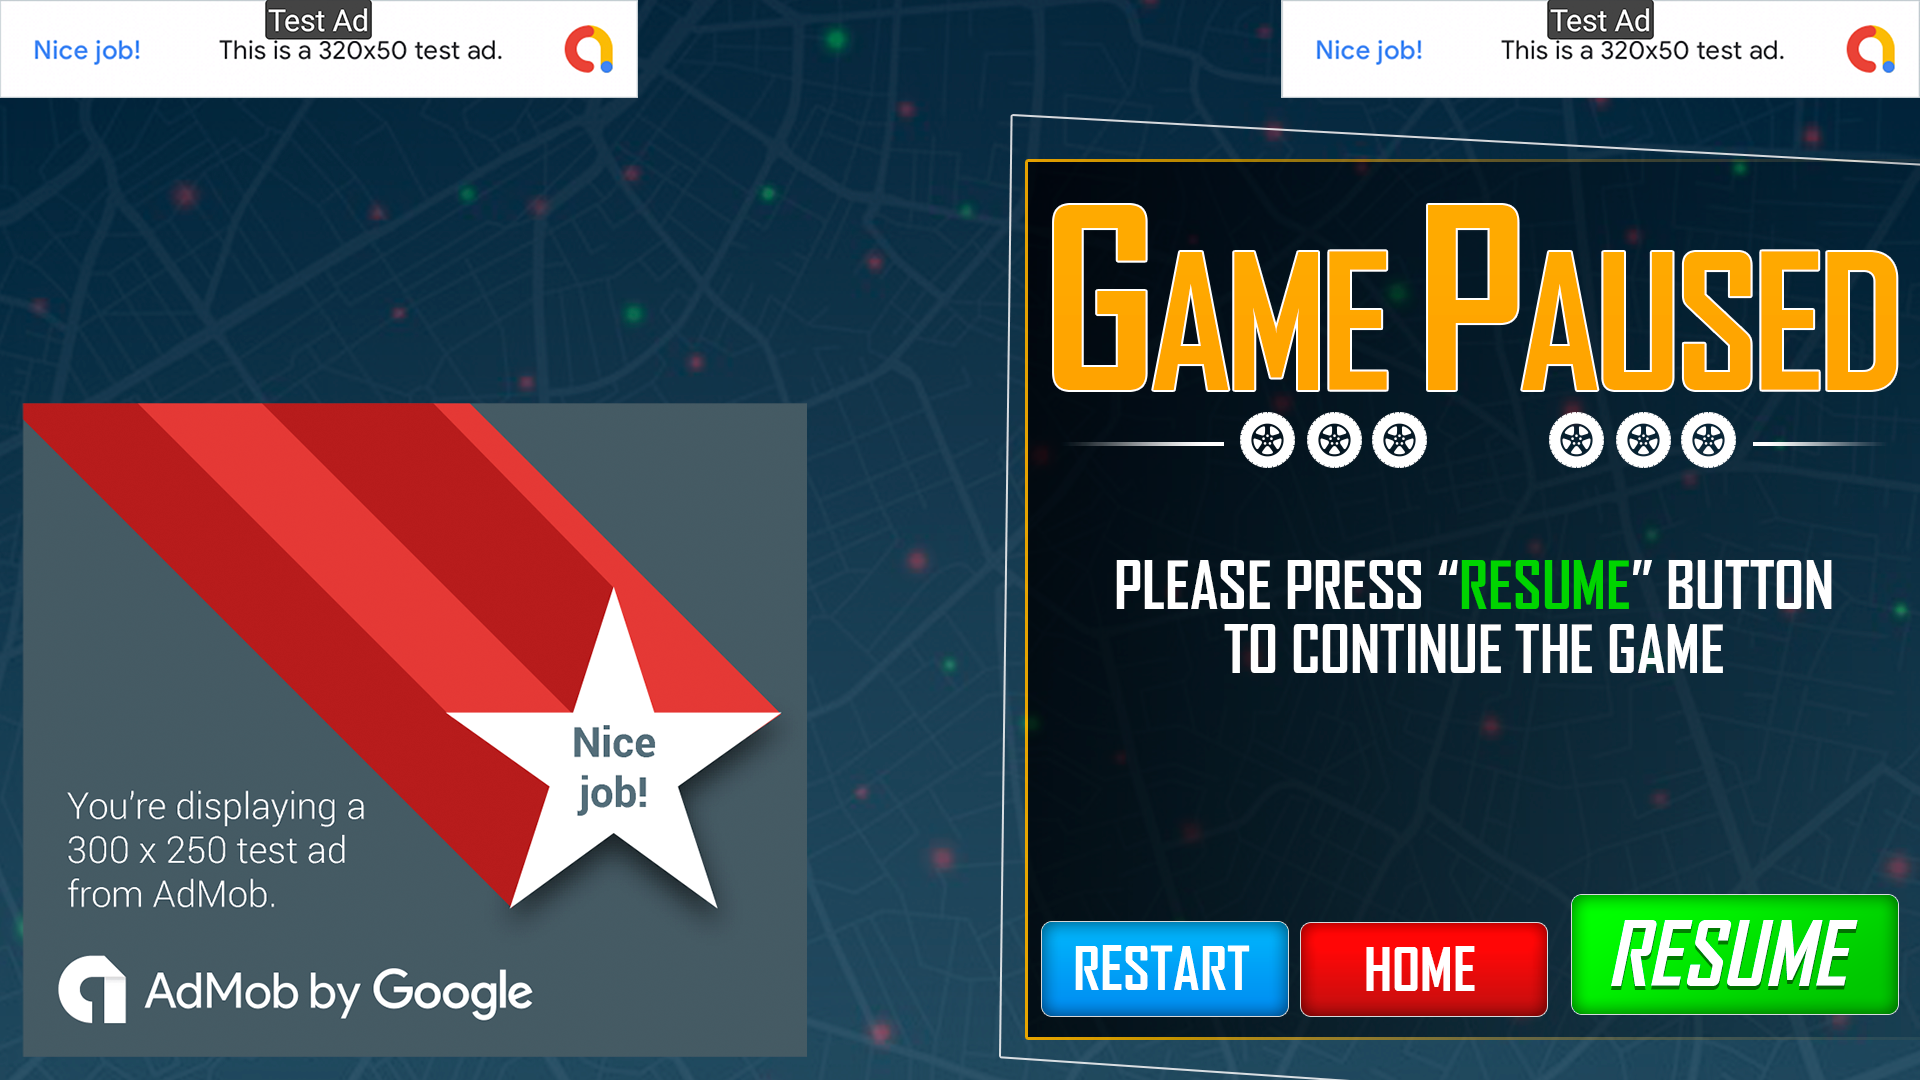 Test Ad
Nice job!
This is a 320x50 test ad.
Test Ad
Nice job!
This is a 320x50 test ad.
Nice
job!
You're displaying a
300 x 250 test ad
from AdMob.
AdMob by Google
GAME PAUSED
PLEASE PRESS “RESUME” BUTTON
TO CONTINUE THE GAME
RESTART
HOME
RESUME